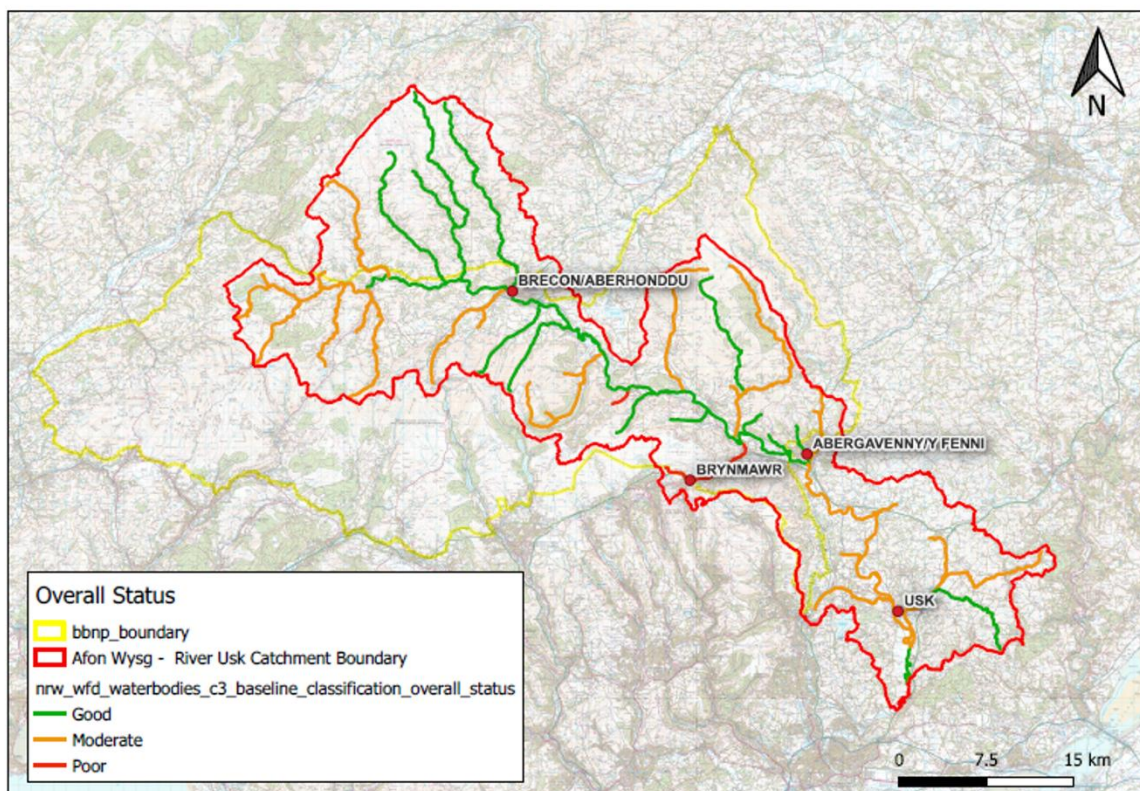 N
BRECON/ABERHONDDU
ABERGAVENNY/Y FENNI
BRYNMAWR
USK
Overall Status
bbnp_boundary
Afon Wysg - River Usk Catchment Boundary
nrw_wfd_waterbodies_c3_baseline_classification_overall_status
Good
Moderate
Poor
0 7.5 15 km